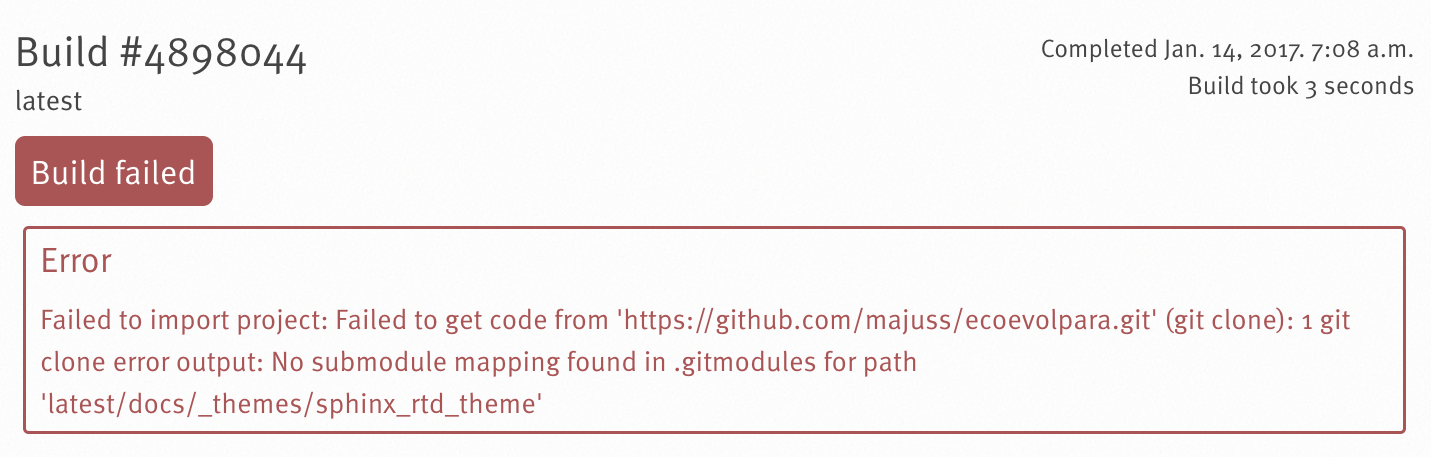 Build #4898044
Completed Jan. 14, 2017. 7:08 a.m.
latest
Build took 3 seconds
Build failed
Error
Failed to import project: Failed to get code from 'https://github.com/majuss/ecoevolpara.git' (git clone): 1 git
clone error output: No submodule mapping found in .gitmodules for path
'latest/docs/_themes/sphinx_rtd_theme'